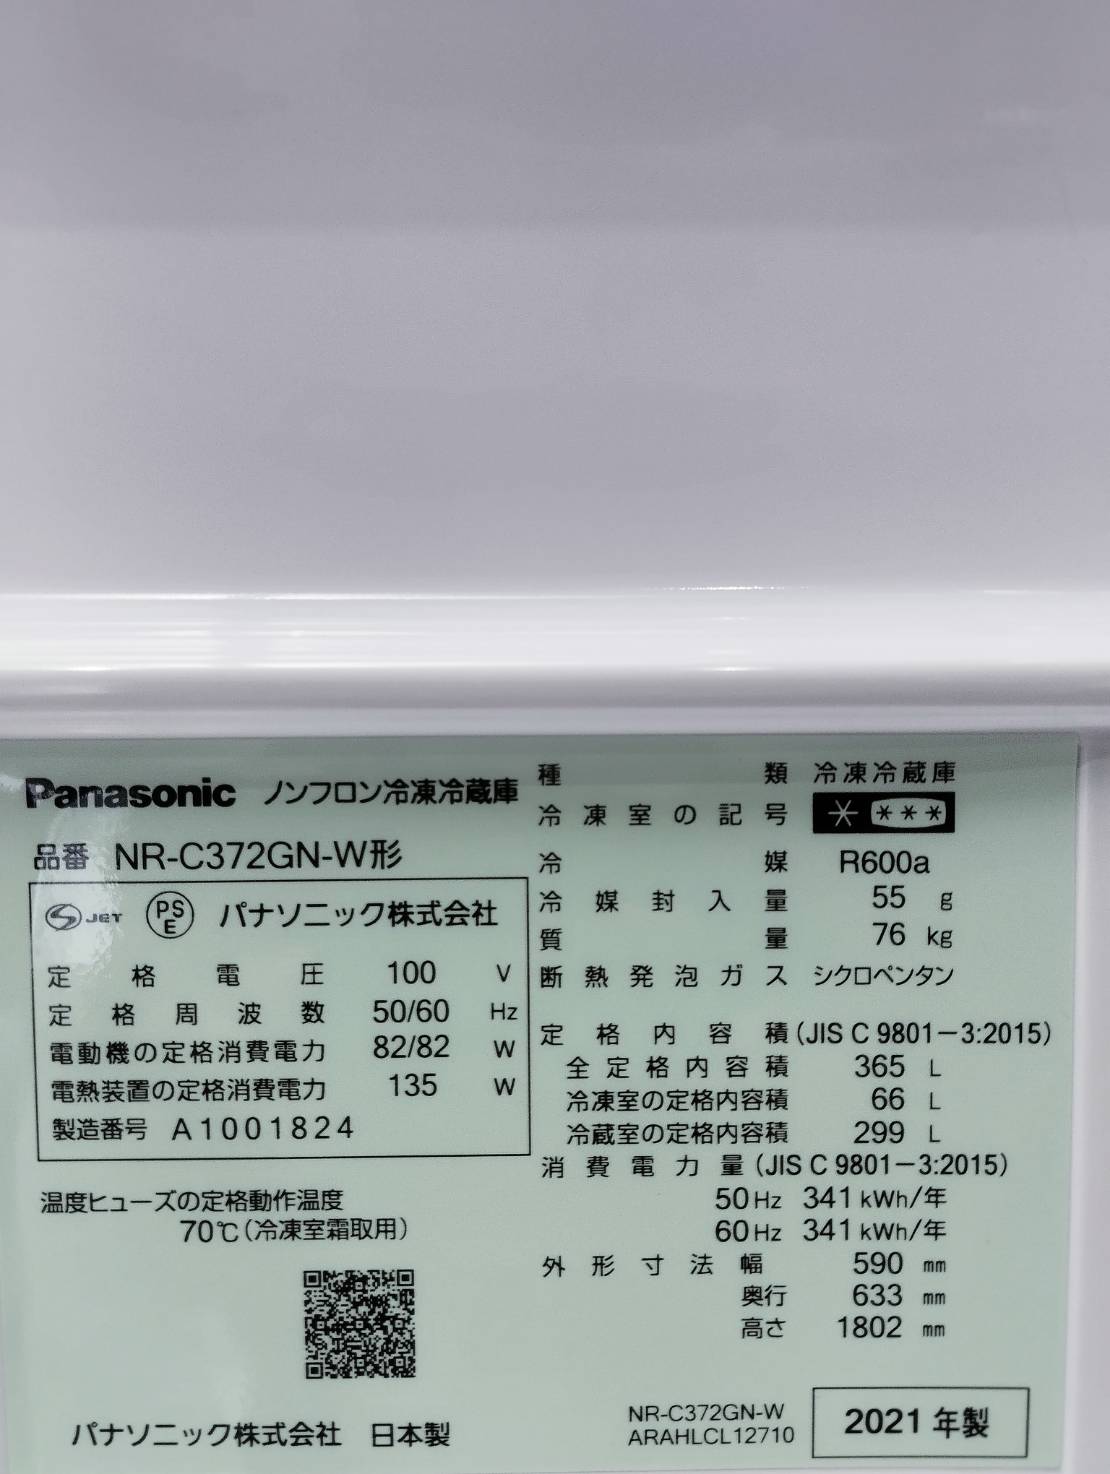 Panasonic ノンフロン冷凍冷蔵庫
品番 NR-C372GN-W形
JET PSE パナソニック株式会社
定格電圧 100 V
定格周波数 50/60 Hz
電動機の定格消費電力 82/82 W
電熱装置の定格消費電力 135 W
製造番号 A1001824
温度ヒューズの定格動作温度
70℃(冷凍室霜取用)
パナソニック株式会社 日本製
種類 冷凍冷蔵庫
冷凍室の記号 * ***
冷媒 R600a
冷媒封入量 55 g
質量 76 kg
断熱発泡ガス シクロペンタン
定格内容積(JIS C 9801-3:2015)
全定格内容積 365 L
冷凍室の定格内容積 66 L
冷蔵室の定格内容積 299 L
消費電力量(JIS C 9801-3:2015)
50Hz 341kWh/年
60Hz 341kWh/年
外形寸法幅 590 mm
奥行 633 mm
高さ 1802 mm
NR-C372GN-W
ARAHLCL12710
2021年製